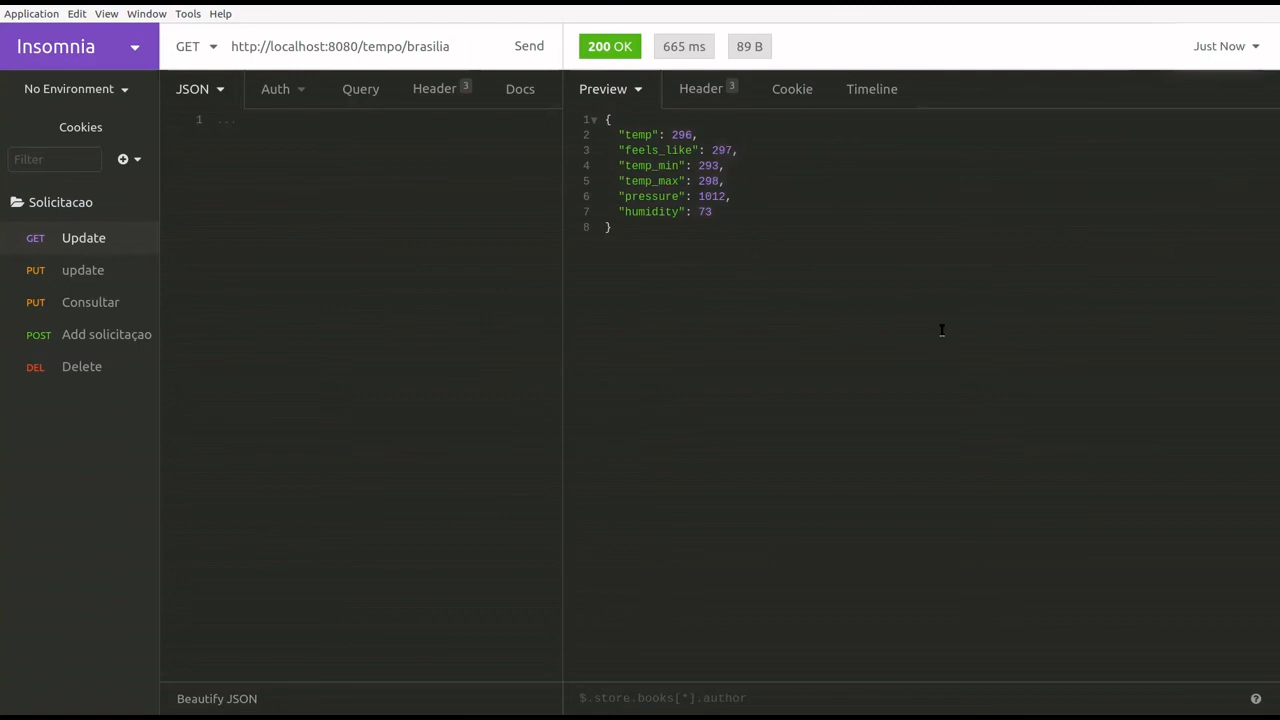 Application Edit View Window Tools Help
Insomnia
GET http://localhost:8080/tempo/brasilia Send
200 OK 665 ms 89 B Just Now
No Environment
Cookies
Filter
Solicitacao
GET Update
PUT update
PUT Consultar
POST Add solicitaçao
DEL Delete
JSON Auth Query Header 3 Docs
1 ...
Beautify JSON
Preview Header 3 Cookie Timeline
1 {
2 "temp": 296,
3 "feels_like": 297,
4 "temp_min": 293,
5 "temp_max": 298,
6 "pressure": 1012,
7 "humidity": 73
8 }
$.store.books[*].author